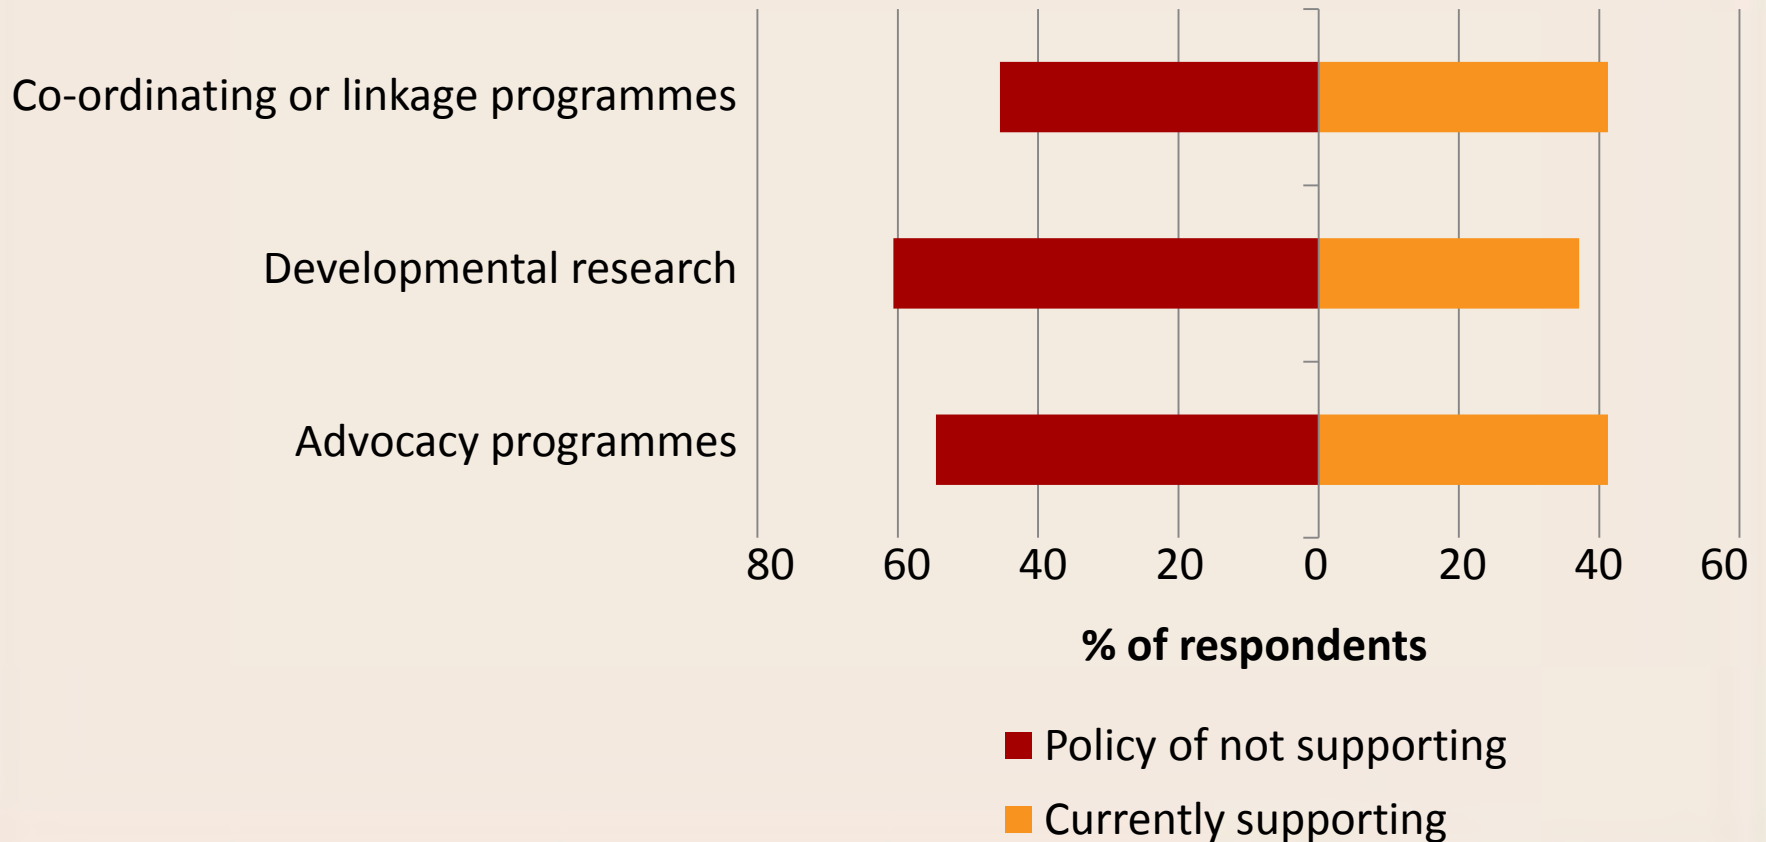 Co-ordinating or linkage programmes
Developmental research
Advocacy programmes
80 60 40 20 0 20 40 60
% of respondents
Policy of not supporting
Currently supporting